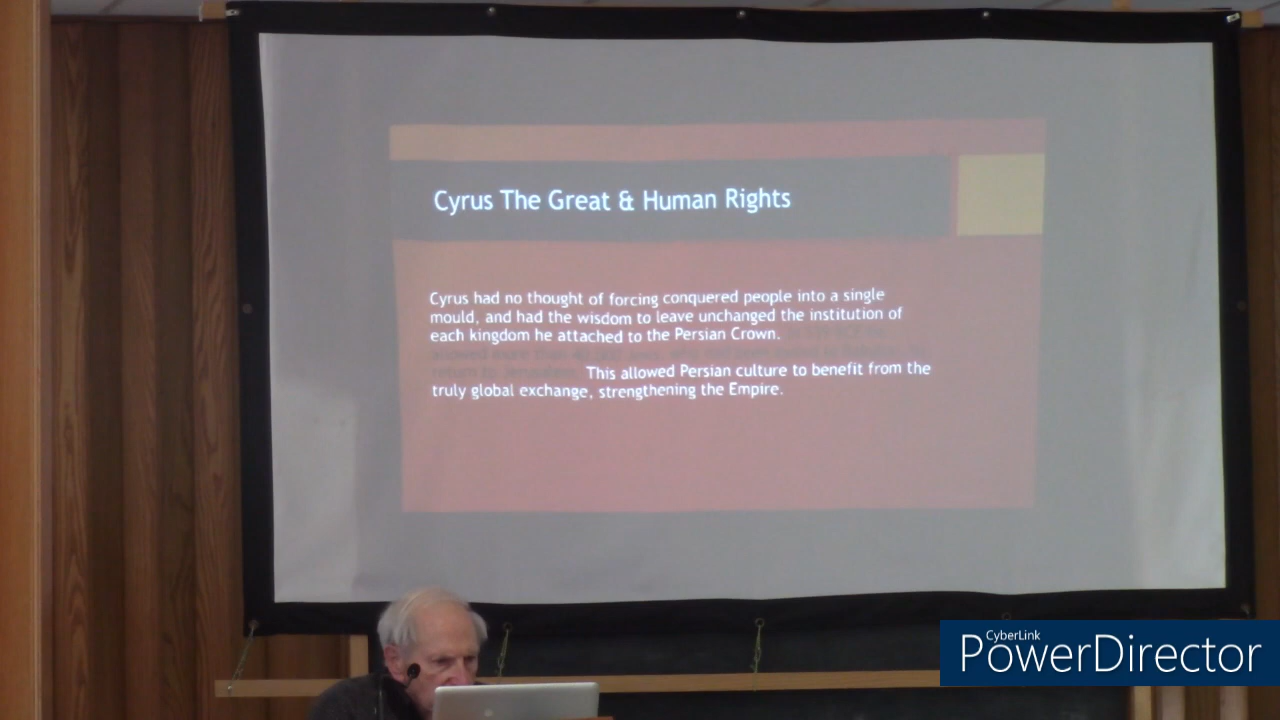 Cyrus The Great & Human Rights
Cyrus had no thought of forcing conquered people into a single
mould, and had the wisdom to leave unchanged the institution of
each kingdom he attached to the Persian Crown.
This allowed Persian culture to benefit from the
truly global exchange, strengthening the Empire.
CyberLink
PowerDirector